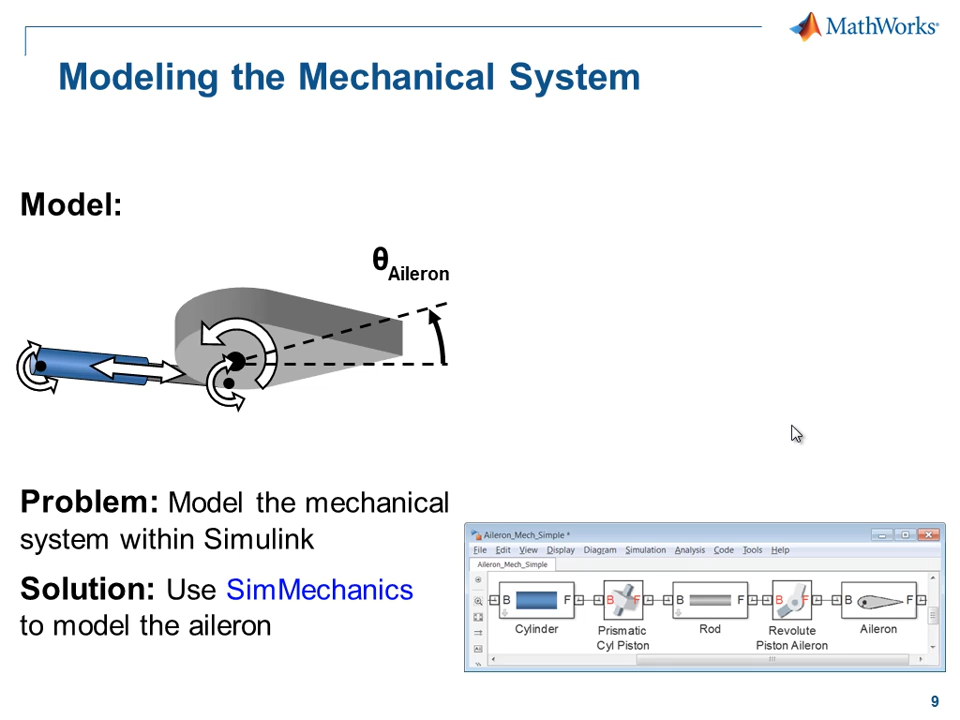 MathWorks®
Modeling the Mechanical System
Model:
θAileron
Problem: Model the mechanical
system within Simulink
Solution: Use SimMechanics
to model the aileron
Aileron_Mech_Simple *
File Edit View Display Diagram Simulation Analysis Code Tools Help
Aileron_Mech_Simple
B F B F B F B F B F
Cylinder Prismatic Rod Revolute Aileron
Cyl Piston Piston Aileron
9